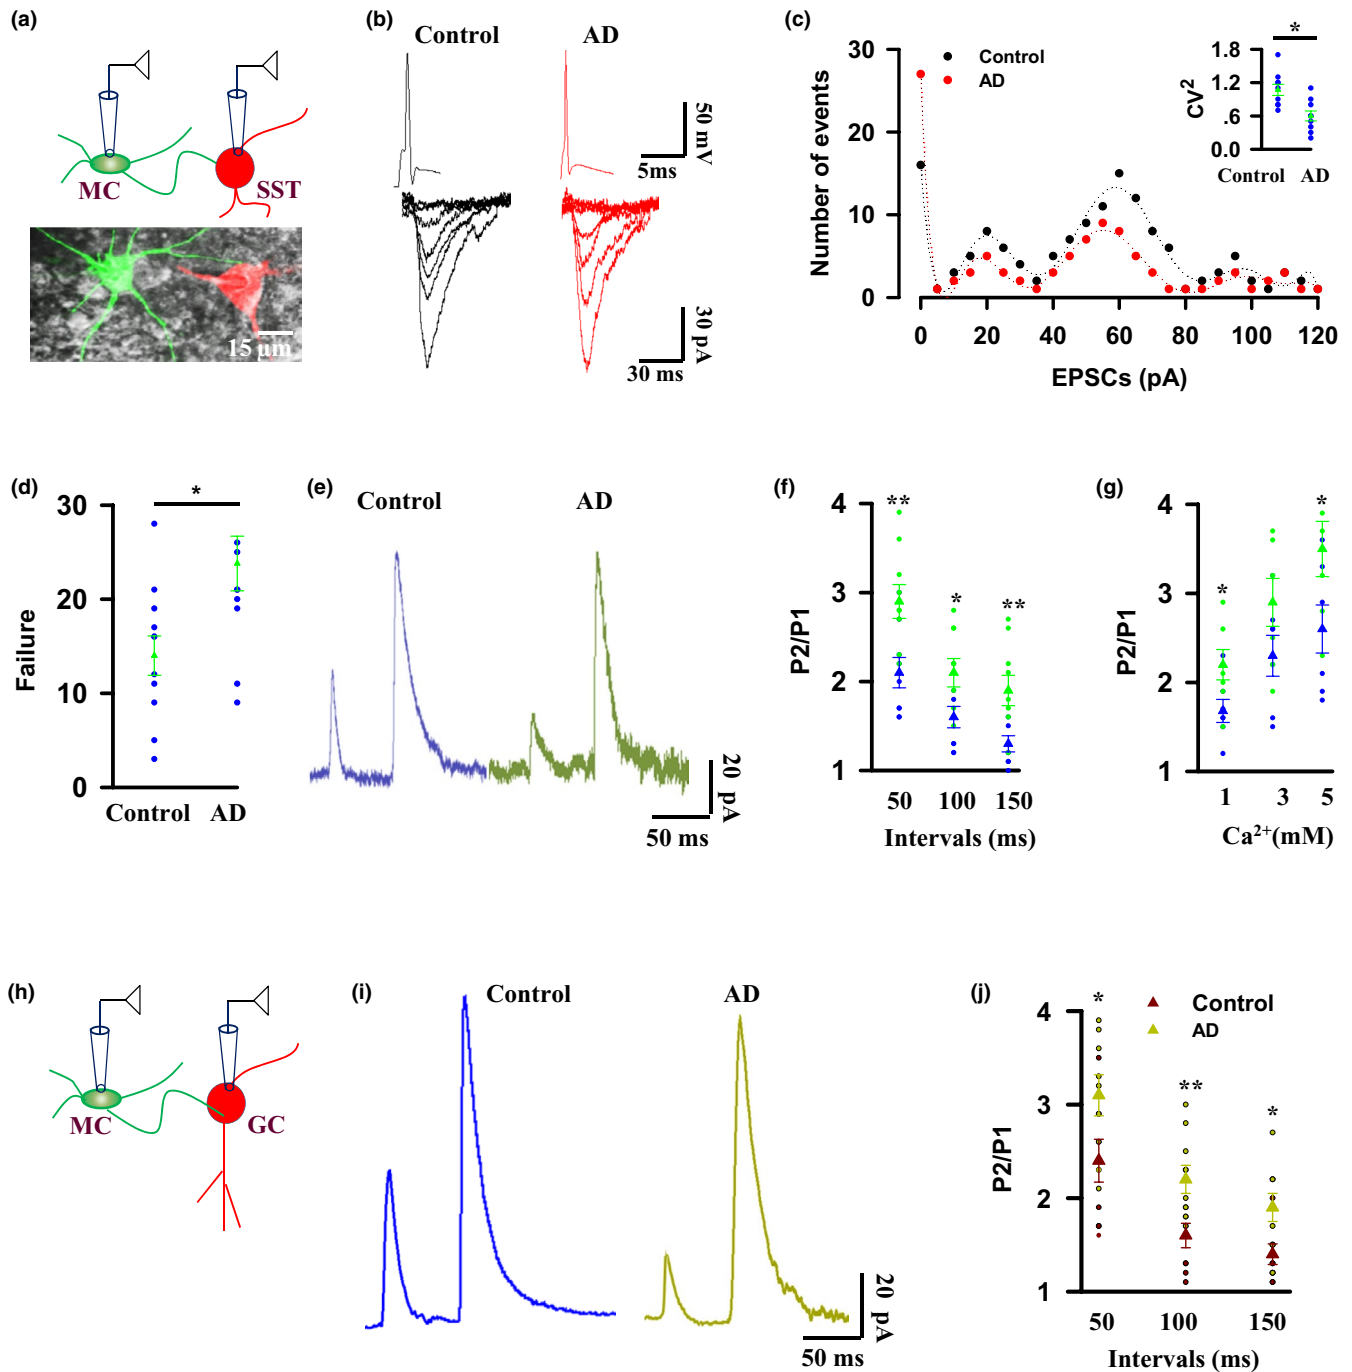 (a)
MC
SST
15 µm
(b)
Control
AD
50 mV
5ms
30 pA
30 ms
(c)
Control
AD
30
20
10
0
Number of events
0 20 40 60 80 100 120
EPSCs (pA)
*
1.8
1.2
.6
0.0
CV²
Control AD
(d)
*
30
20
10
0
Failure
Control AD
(e)
Control
AD
20 pA
50 ms
(f)
4
3
2
1
P2/P1
**
*
**
50 100 150
Intervals (ms)
(g)
4
3
2
1
P2/P1
*
*
1 3 5
Ca²⁺(mM)
(h)
MC
GC
(i)
Control
AD
20 pA
50 ms
(j)
Control
AD
4
3
2
1
P2/P1
*
**
*
50 100 150
Intervals (ms)